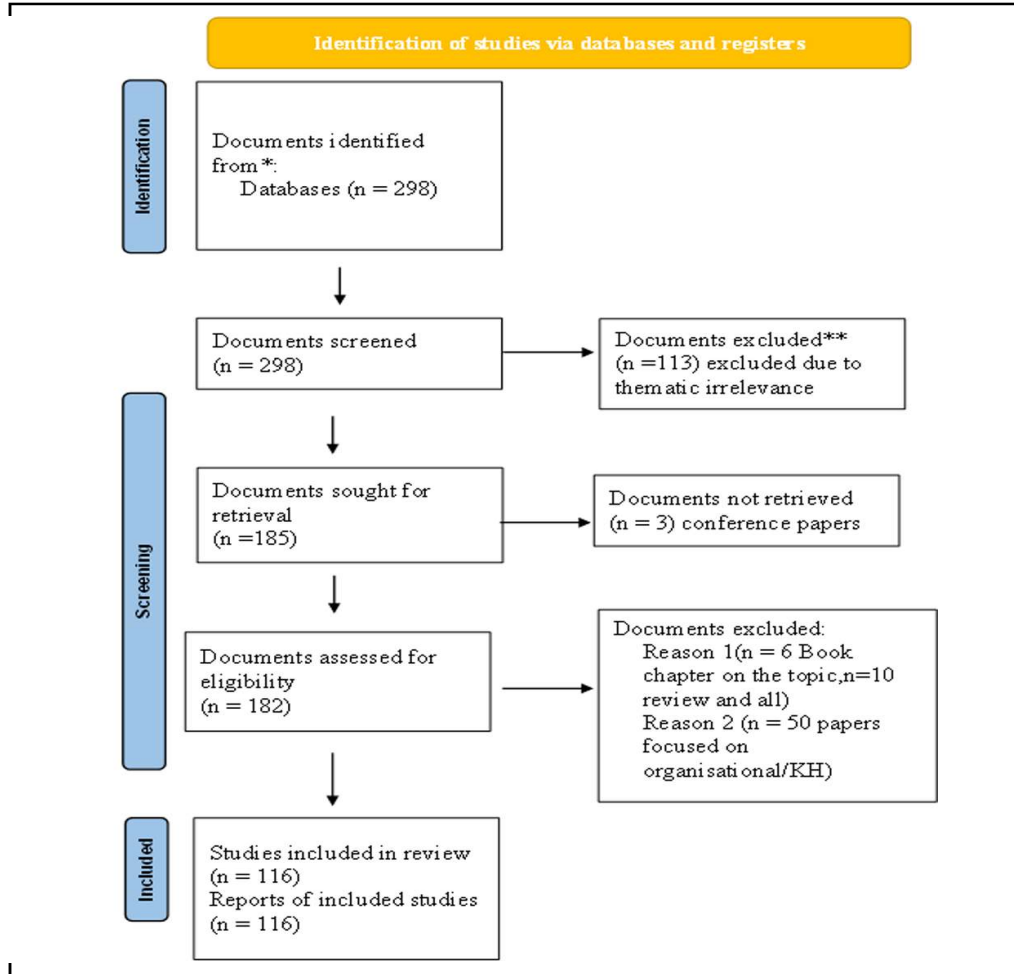 Identification of studies via databases and registers
Identification
Documents identified
from*:
Databases (n = 298)
Documents screened
(n = 298)
Documents excluded**
(n =113) excluded due to
thematic irrelevance
Screening
Documents sought for
retrieval
(n =185)
Documents not retrieved
(n = 3) conference papers
Documents assessed for
eligibility
(n = 182)
Documents excluded:
Reason 1(n = 6 Book
chapter on the topic,n=10
review and all)
Reason 2 (n = 50 papers
focused on
organisational/KH)
Included
Studies included in review
(n = 116)
Reports of included studies
(n = 116)